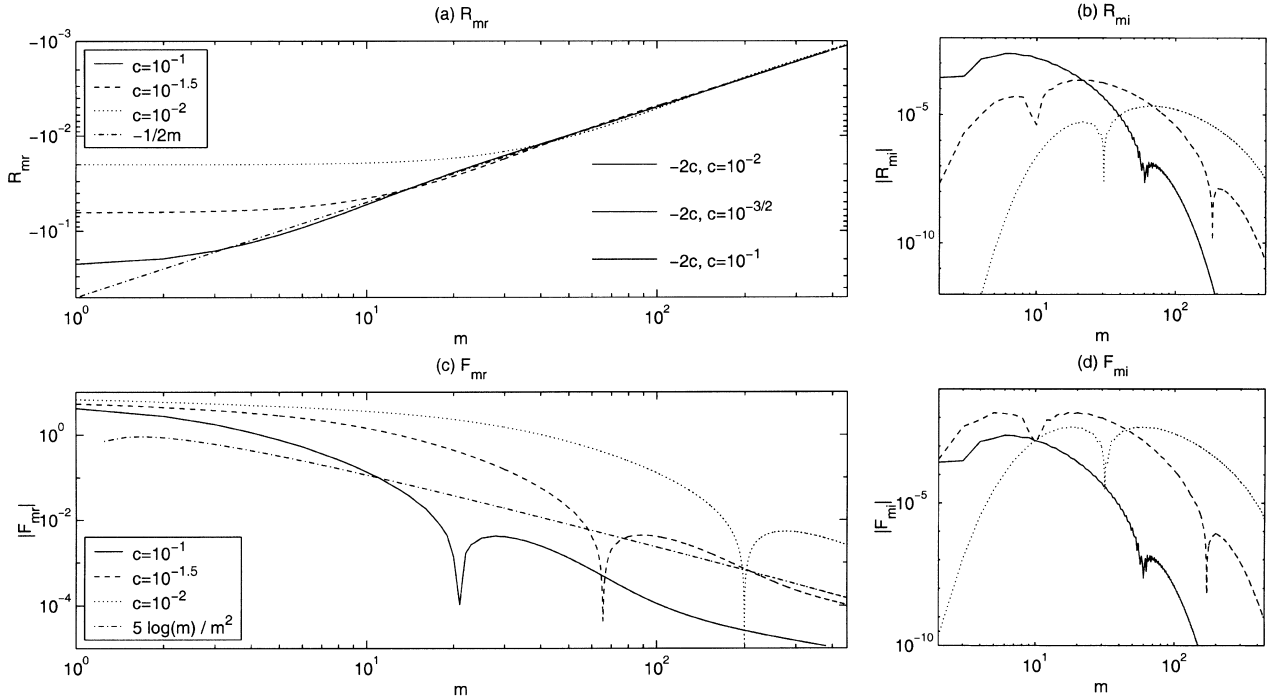 (a) R_mr
-10^-3
-10^-2
-10^-1
R_mr
c=10^-1
c=10^-1.5
c=10^-2
-1/2m
-2c, c=10^-2
-2c, c=10^-3/2
-2c, c=10^-1
10^0
10^1
10^2
m
(b) R_mi
10^-5
10^-10
|R_mi|
10^1
10^2
m
(c) F_mr
10^0
10^-2
10^-4
|F_mr|
c=10^-1
c=10^-1.5
c=10^-2
5 log(m) / m^2
10^0
10^1
10^2
m
(d) F_mi
10^-5
10^-10
|F_mi|
10^1
10^2
m